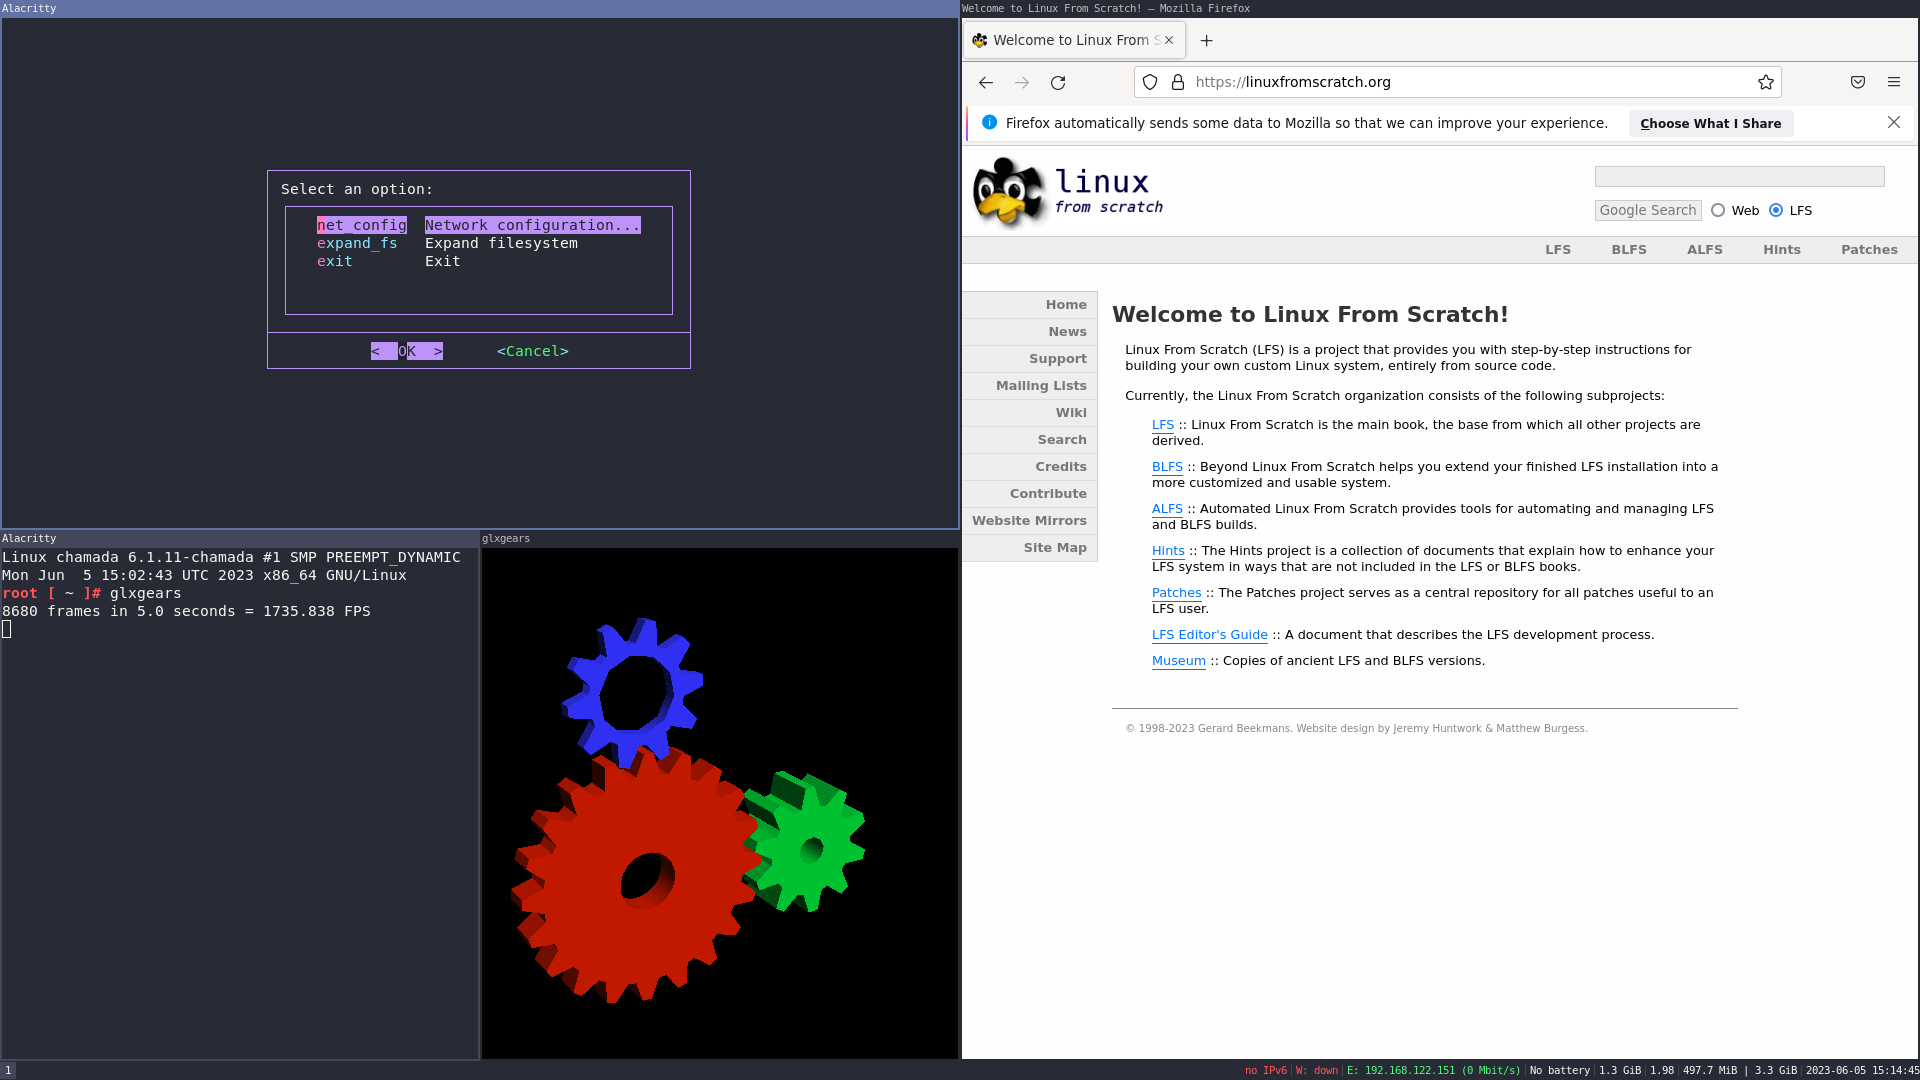 Alacritty
Select an option:
net_config Network configuration...
expand_fs Expand filesystem
exit Exit
< OK > <Cancel>
Alacritty
Linux chamada 6.1.11-chamada #1 SMP PREEMPT_DYNAMIC
Mon Jun  5 15:02:43 UTC 2023 x86_64 GNU/Linux
root [ ~ ]# glxgears
8680 frames in 5.0 seconds = 1735.838 FPS
glxgears
Welcome to Linux From Scratch! — Mozilla Firefox
Welcome to Linux From S
https://linuxfromscratch.org
Firefox automatically sends some data to Mozilla so that we can improve your experience. Choose What I Share
linux
from scratch
Google Search Web LFS
LFS BLFS ALFS Hints Patches
Home
News
Support
Mailing Lists
Wiki
Search
Credits
Contribute
Website Mirrors
Site Map
Welcome to Linux From Scratch!
Linux From Scratch (LFS) is a project that provides you with step-by-step instructions for
building your own custom Linux system, entirely from source code.
Currently, the Linux From Scratch organization consists of the following subprojects:
LFS :: Linux From Scratch is the main book, the base from which all other projects are
derived.
BLFS :: Beyond Linux From Scratch helps you extend your finished LFS installation into a
more customized and usable system.
ALFS :: Automated Linux From Scratch provides tools for automating and managing LFS
and BLFS builds.
Hints :: The Hints project is a collection of documents that explain how to enhance your
LFS system in ways that are not included in the LFS or BLFS books.
Patches :: The Patches project serves as a central repository for all patches useful to an
LFS user.
LFS Editor's Guide :: A document that describes the LFS development process.
Museum :: Copies of ancient LFS and BLFS versions.
© 1998-2023 Gerard Beekmans. Website design by Jeremy Huntwork & Matthew Burgess.
1
no IPv6 | W: down | E: 192.168.122.151 (0 Mbit/s) | No battery | 1.3 GiB | 1.98 | 497.7 MiB | 3.3 GiB | 2023-06-05 15:14:45